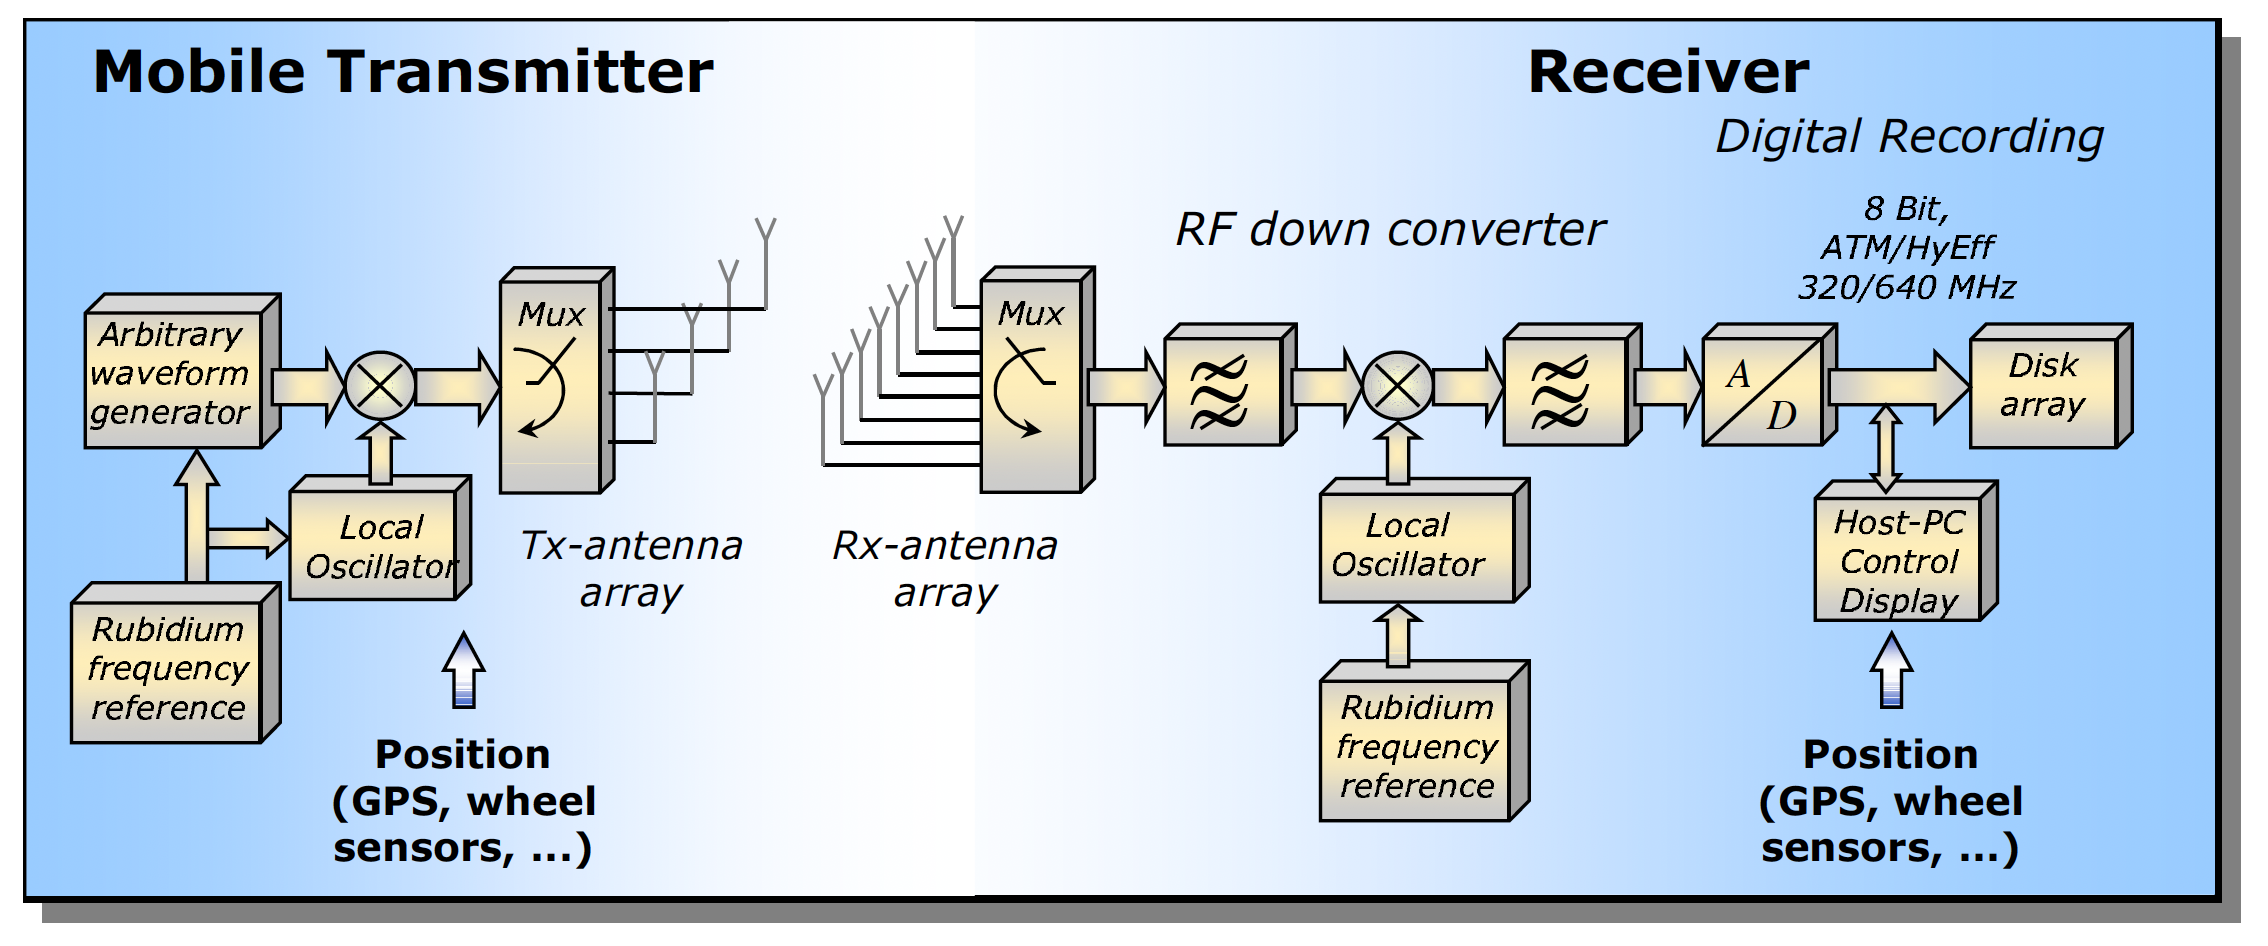 Mobile Transmitter
Receiver
Digital Recording
8 Bit,
ATM/HyEff
320/640 MHz
RF down converter
Arbitrary
waveform
generator
Mux
Mux
A
D
Disk
array
Local
Oscillator
Tx-antenna
array
Rx-antenna
array
Local
Oscillator
Host-PC
Control
Display
Rubidium
frequency
reference
Rubidium
frequency
reference
Position
(GPS, wheel
sensors, ...)
Position
(GPS, wheel
sensors, ...)